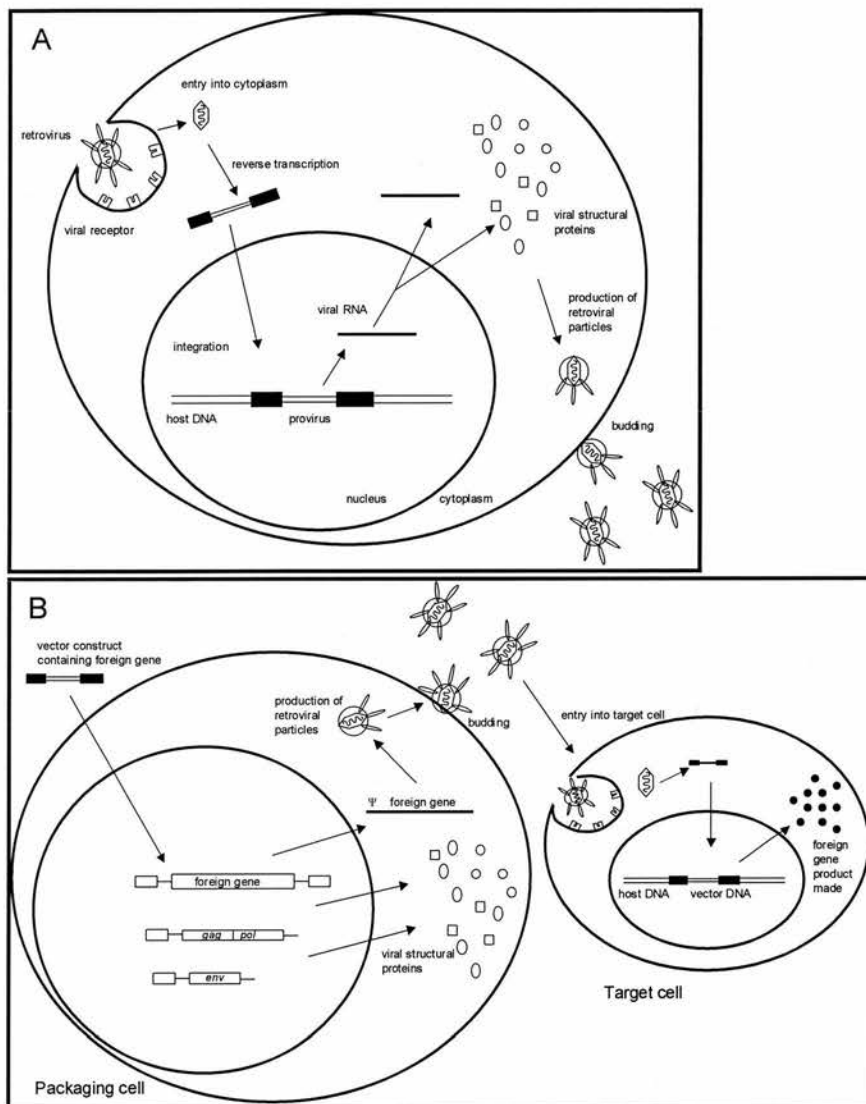 A
entry into cytoplasm
retrovirus
reverse transcription
viral receptor
viral structural
proteins
viral RNA
production of
retroviral
particles
integration
host DNA
provirus
budding
nucleus
cytoplasm
B
vector construct
containing foreign gene
production of
retroviral
particles
budding
entry into target cell
Ψ foreign gene
foreign gene
gag pol
env
viral structural
proteins
foreign
gene
product
made
host DNA
vector DNA
Target cell
Packaging cell